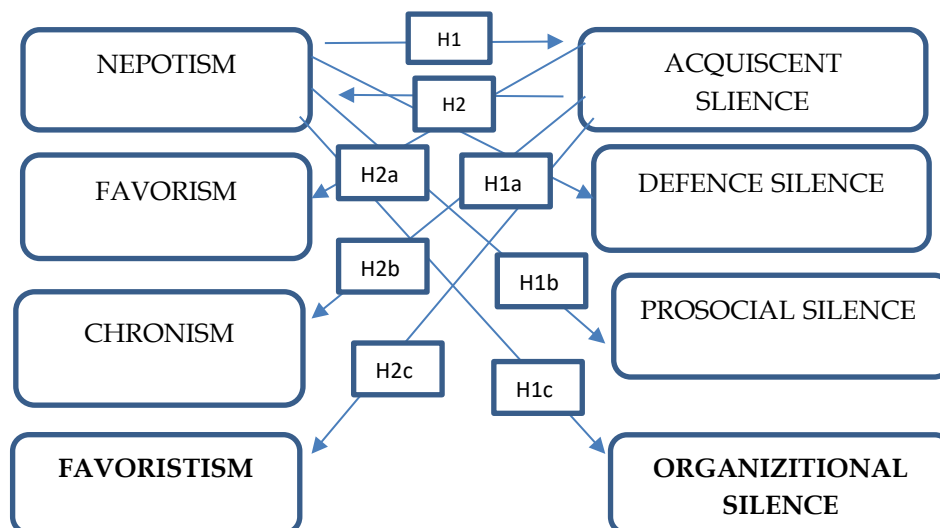 H1
NEPOTISM
ACQUISCENT
SLIENCE
H2
FAVORISM
H2a
H1a
DEFENCE SILENCE
H2b
H1b
CHRONISM
PROSOCIAL SILENCE
H2c
H1c
FAVORISTISM
ORGANIZITIONAL
SILENCE